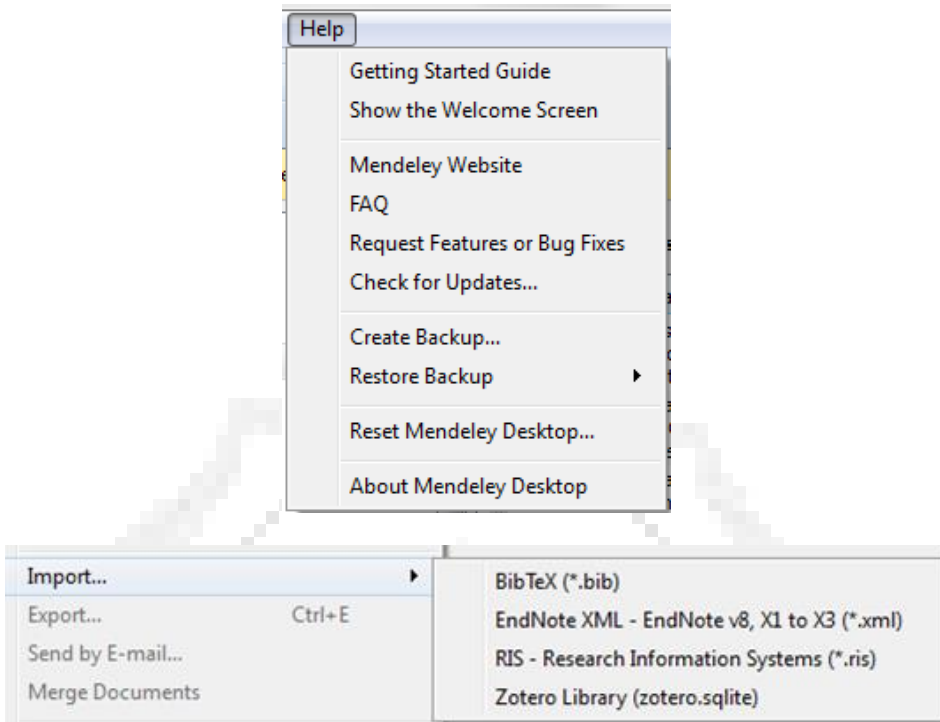 Help
Getting Started Guide
Show the Welcome Screen
Mendeley Website
FAQ
Request Features or Bug Fixes
Check for Updates...
Create Backup...
Restore Backup
Reset Mendeley Desktop...
About Mendeley Desktop
Import...
Export... Ctrl+E
Send by E-mail...
Merge Documents
BibTeX (*.bib)
EndNote XML - EndNote v8, X1 to X3 (*.xml)
RIS - Research Information Systems (*.ris)
Zotero Library (zotero.sqlite)